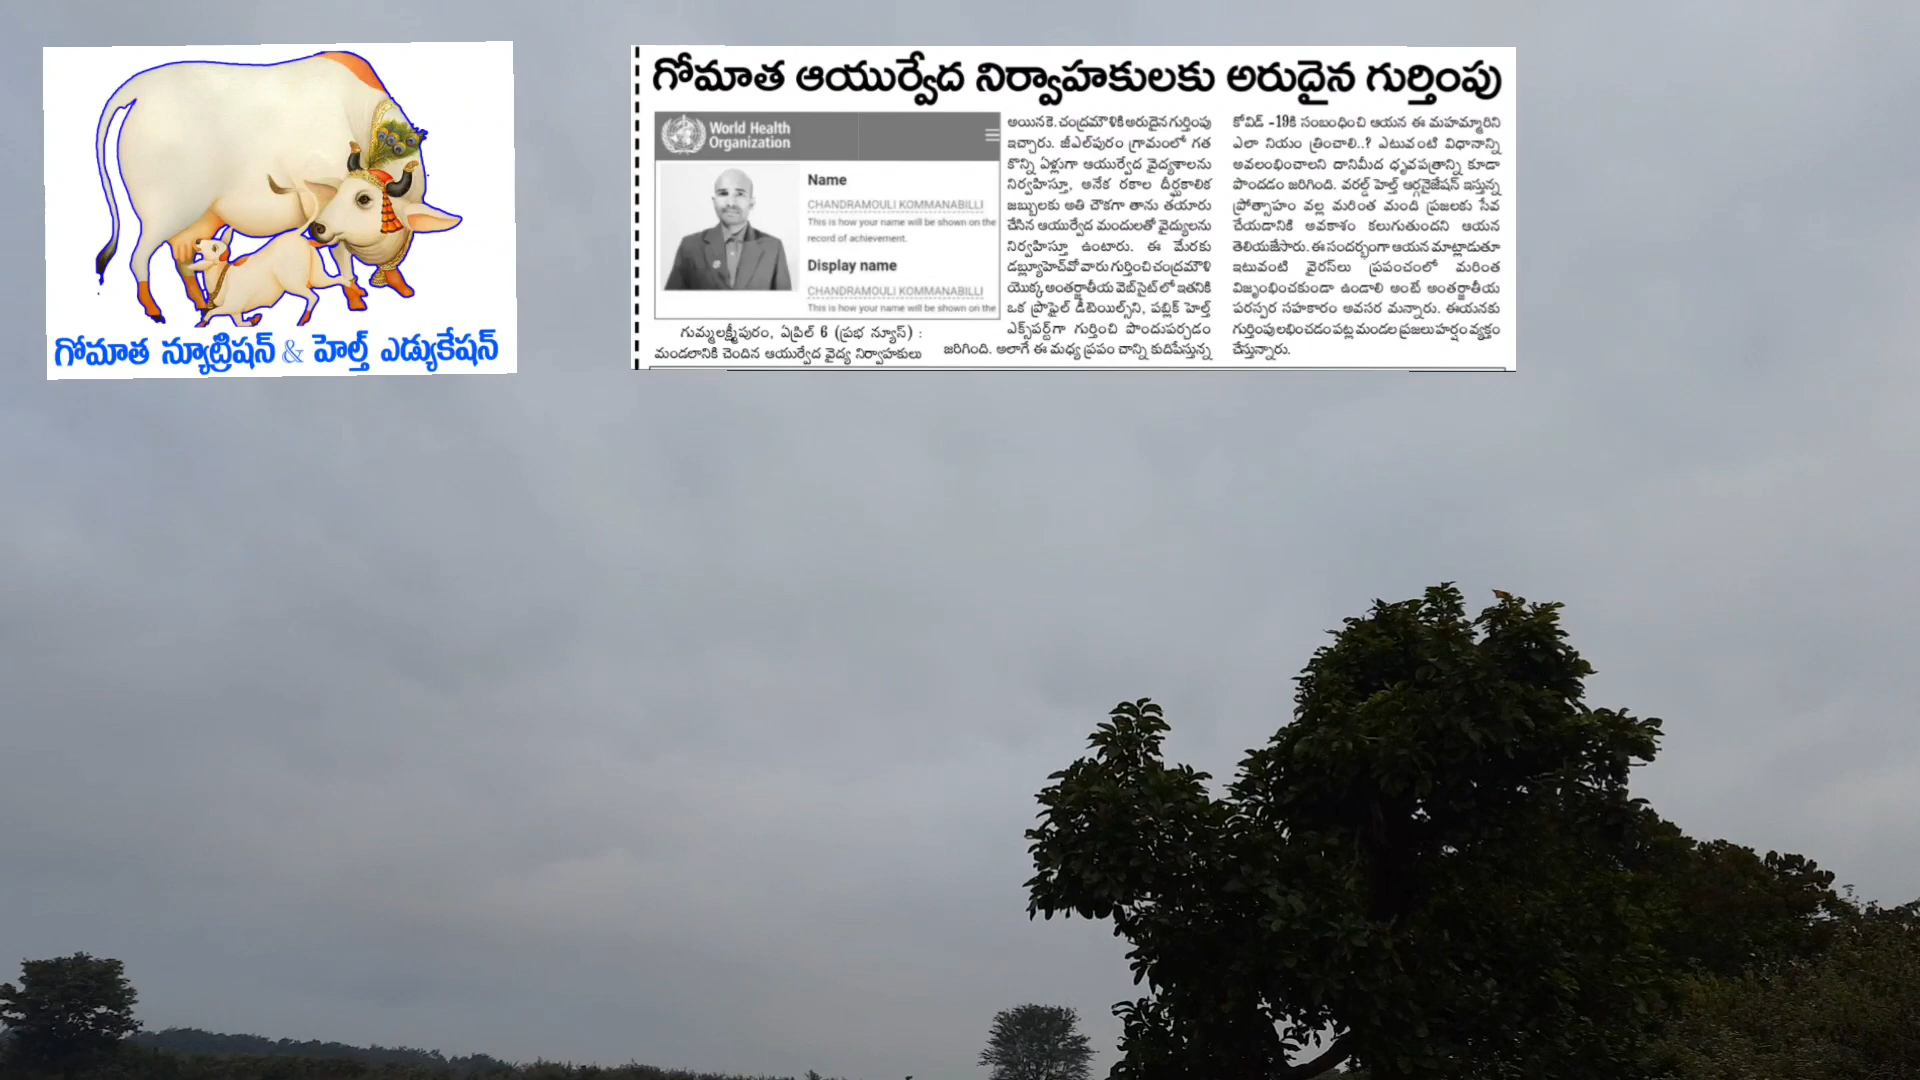 గోమాత న్యూట్రిషన్ & హెల్త్ ఎడ్యుకేషన్
గోమాత ఆయుర్వేద నిర్వాహకులకు అరుదైన గుర్తింపు
World Health
Organization
Name
CHANDRAMOULI KOMMANABILLI
This is how your name will be shown on the
record of achievement.
Display name
CHANDRAMOULI KOMMANABILLI
This is how your name will be shown on the
గుమ్మలక్ష్మీపురం, ఏప్రిల్ 6 (ప్రభ న్యూస్) :
మండలానికి చెందిన ఆయుర్వేద వైద్య నిర్వాహకులు
అయిన కె. చంద్రమౌళికి అరుదైన గుర్తింపు
ఇచ్చారు. జీఎల్‌పురం గ్రామంలో గత
కొన్ని ఏళ్లుగా ఆయుర్వేద వైద్యశాలను
నిర్వహిస్తూ, అనేక రకాల దీర్ఘకాలిక
జబ్బులకు అతి చౌకగా తాను తయారు
చేసిన ఆయుర్వేద మందులతో వైద్యులను
నిర్వహిస్తూ ఉంటారు. ఈ మేరకు
డబ్ల్యూహెచ్‌వో వారు గుర్తించి చంద్రమౌళి
యొక్క అంతర్జాతీయ వెబ్‌సైట్ లో ఇతనికి
ఒక ప్రొఫైల్ డీటెయిల్స్‌ని, పబ్లిక్ హెల్త్
ఎక్స్‌పర్ట్‌గా గుర్తించి పొందుపర్చడం
జరిగింది. అలాగే ఈ మధ్య ప్రపం చాన్ని కుదిపేస్తున్న
కోవిడ్ -19కి సంబంధించి ఆయన ఈ మహమ్మారిని
ఎలా నియం త్రించాలి..? ఎటువంటి విధానాన్ని
అవలంభించాలని దానిమీద ధృవపత్రాన్ని కూడా
పొందడం జరిగింది. వరల్డ్ హెల్త్ ఆర్గనైజేషన్ ఇస్తున్న
ప్రోత్సాహం వల్ల మరింత మంది ప్రజలకు సేవ
చేయడానికి అవకాశం కలుగుతుందని ఆయన
తెలియజేసారు. ఈ సందర్భంగా ఆయన మాట్లాడుతూ
ఇటువంటి వైరస్‌లు ప్రపంచంలో మరింత
విజృంభించకుండా ఉండాలి అంటే అంతర్జాతీయ
పరస్పర సహకారం అవసర మన్నారు. ఈయనకు
గుర్తింపు లభించడం పట్ల మండల ప్రజలు హర్షం వ్యక్తం
చేస్తున్నారు.